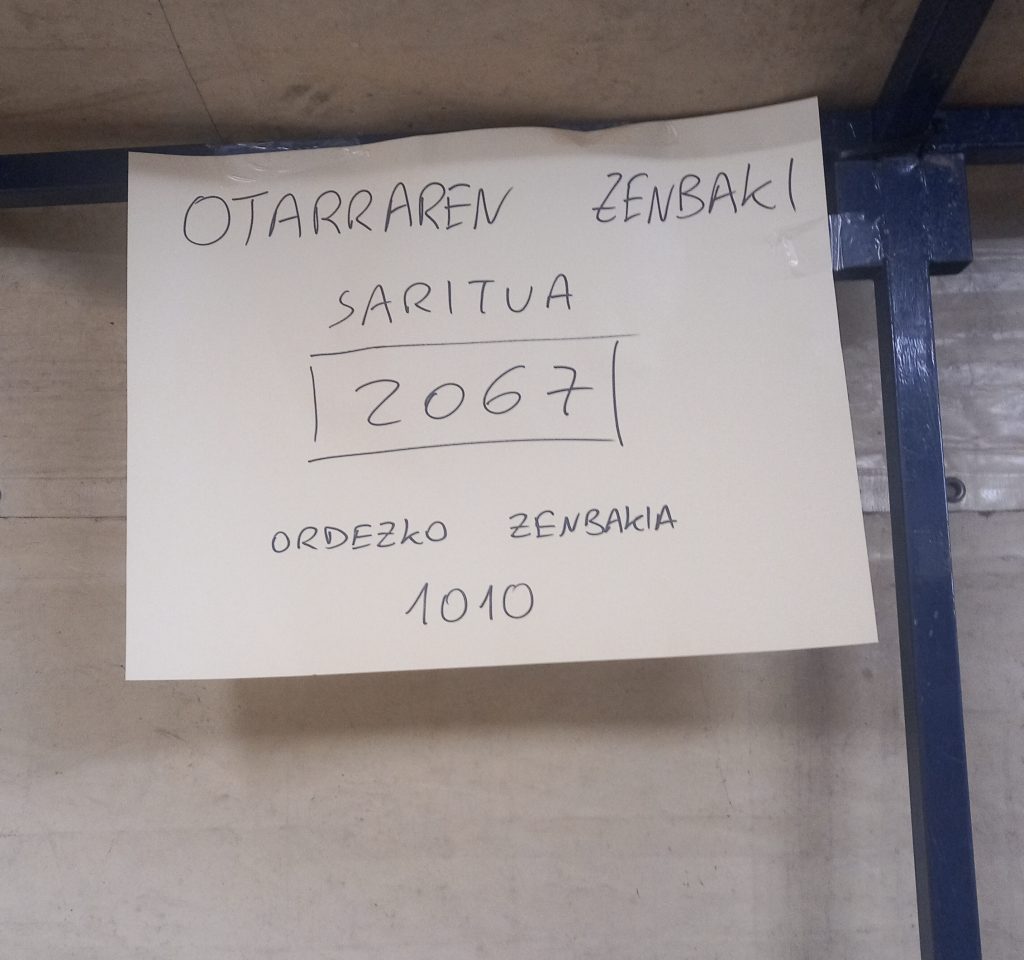 OTARRAREN ZENBAKI
SARITUA
2067
ORDEZKO ZENBAKIA
1010